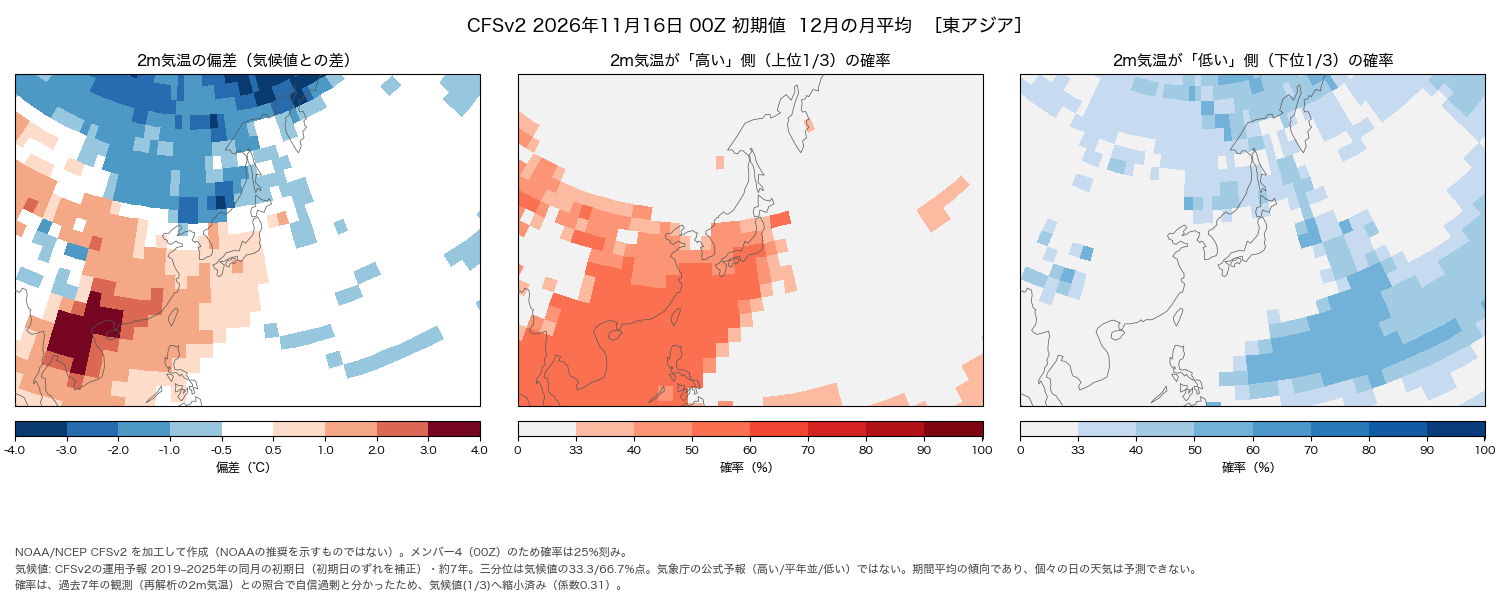 CFSv2 2026年11月16日 00Z 初期値 12月の月平均 ［東アジア］
2m気温の偏差（気候値との差）
2m気温が「高い」側（上位1/3）の確率
2m気温が「低い」側（下位1/3）の確率
-4.0 -3.0 -2.0 -1.0 -0.5 0.5 1.0 2.0 3.0 4.0
偏差（℃）
0 33 40 50 60 70 80 90 100
確率（%）
0 33 40 50 60 70 80 90 100
確率（%）
NOAA/NCEP CFSv2 を加工して作成（NOAAの推奨を示すものではない）。メンバー4（00Z）のため確率は25%刻み。
気候値: CFSv2の運用予報 2019–2025年の同月の初期日（初期日のずれを補正）・約7年。三分位は気候値の33.3/66.7%点。気象庁の公式予報（高い/平年並/低い）ではない。期間平均の傾向であり、個々の日の天気は予測できない。
確率は、過去7年の観測（再解析の2m気温）との照合で自信過剰と分かったため、気候値(1/3)へ縮小済み（係数0.31）。